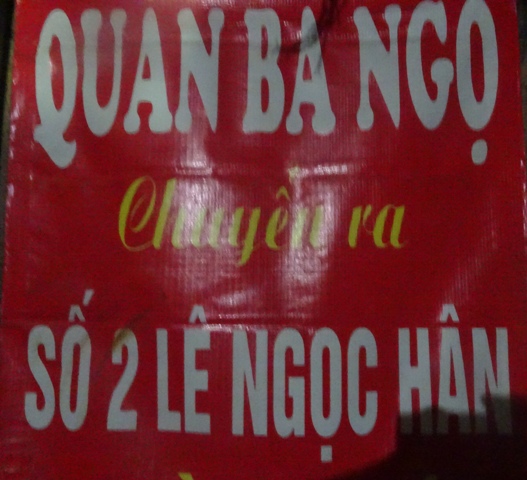 QUAN BA NGỌ
Chuyển ra
SỐ 2 LÊ NGỌC HÂN